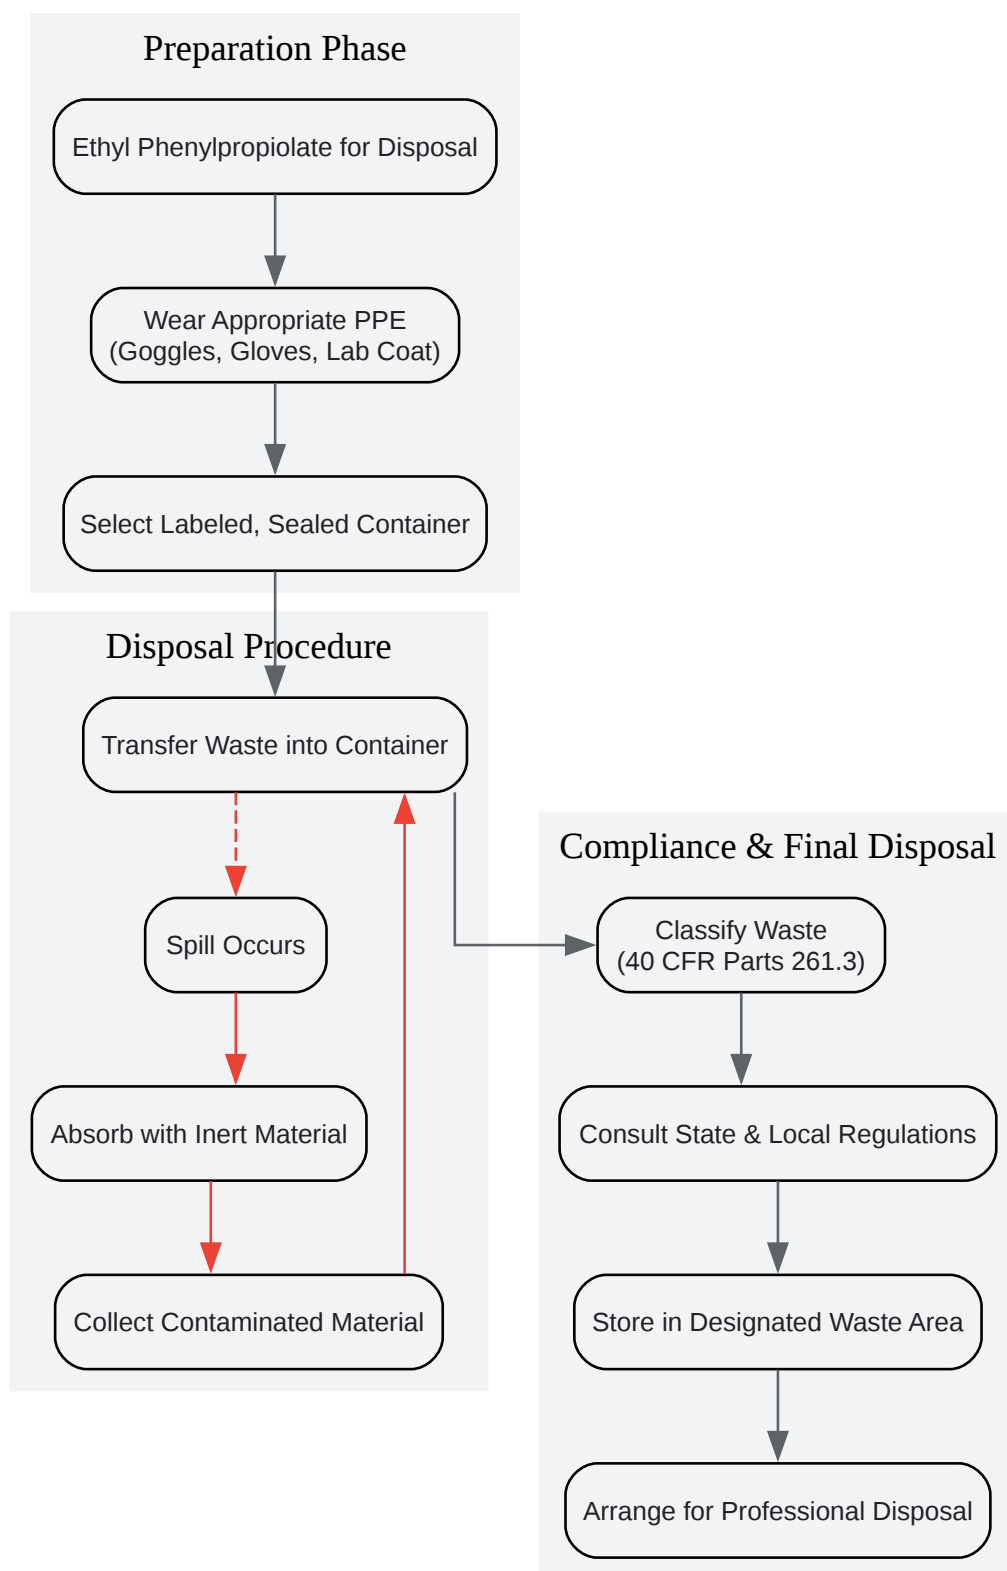 Preparation Phase
Ethyl Phenylpropiolate for Disposal
Wear Appropriate PPE
(Goggles, Gloves, Lab Coat)
Select Labeled, Sealed Container
Disposal Procedure
Transfer Waste into Container
Spill Occurs
Absorb with Inert Material
Collect Contaminated Material
Compliance & Final Disposal
Classify Waste
(40 CFR Parts 261.3)
Consult State & Local Regulations
Store in Designated Waste Area
Arrange for Professional Disposal